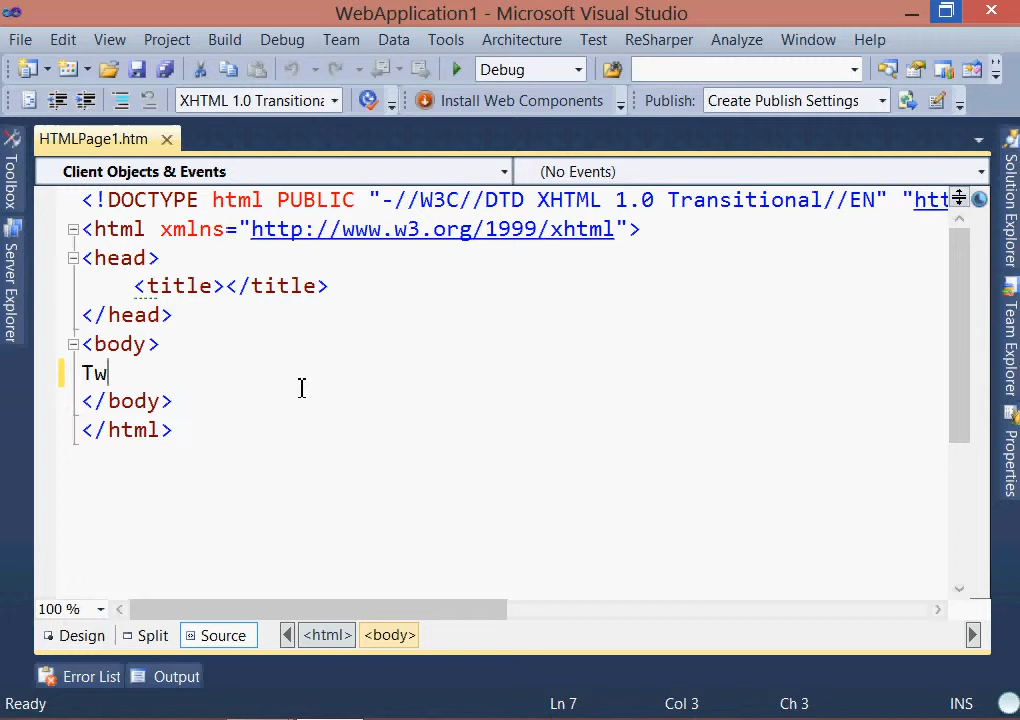 WebApplication1 - Microsoft Visual Studio
File Edit View Project Build Debug Team Data Tools Architecture Test ReSharper Analyze Window Help
Debug
XHTML 1.0 Transitiona Install Web Components Publish: Create Publish Settings
HTMLPage1.htm
Client Objects & Events (No Events)
<!DOCTYPE html PUBLIC "-//W3C//DTD XHTML 1.0 Transitional//EN" "htt
<html xmlns="http://www.w3.org/1999/xhtml">
<head>
<title></title>
</head>
<body>
Tw
</body>
</html>
100 %
Design Split Source <html> <body>
Error List Output
Ready Ln 7 Col 3 Ch 3 INS
Toolbox
Server Explorer
Solution Explorer
Team Explorer
Properties